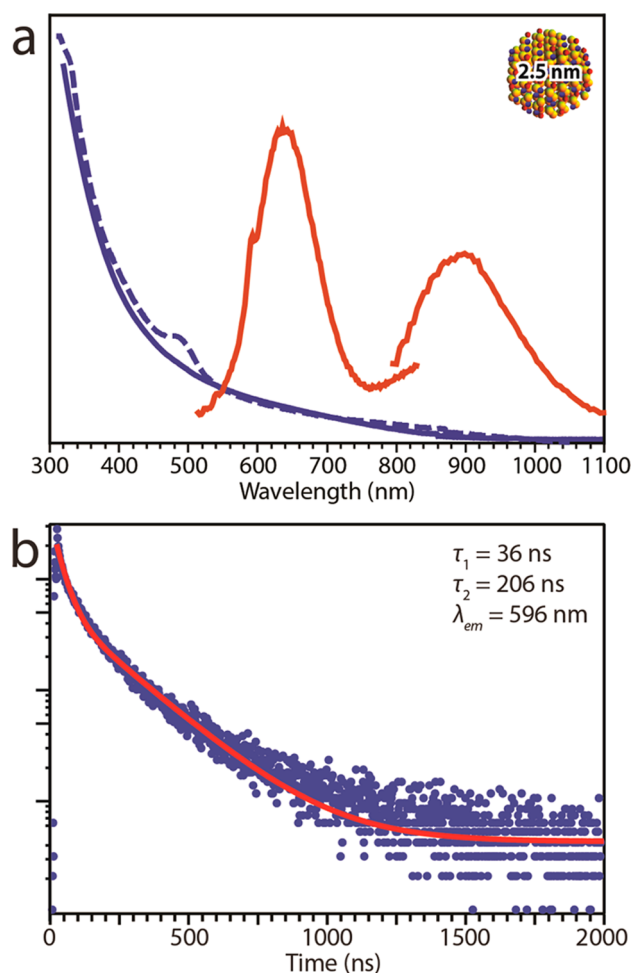 a
2.5 nm
300 400 500 600 700 800 900 1000 1100
Wavelength (nm)
b
τ1 = 36 ns
τ2 = 206 ns
λem = 596 nm
0 500 1000 1500 2000
Time (ns)